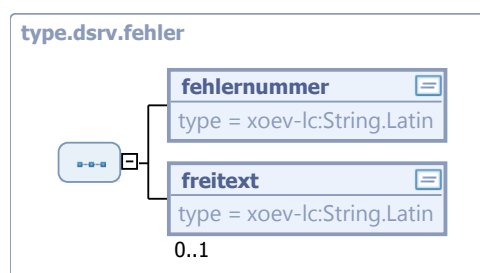 type.dsrv.fehler
fehlernummer
type = xoev-lc:String.Latin
freitext
type = xoev-lc:String.Latin
0..1